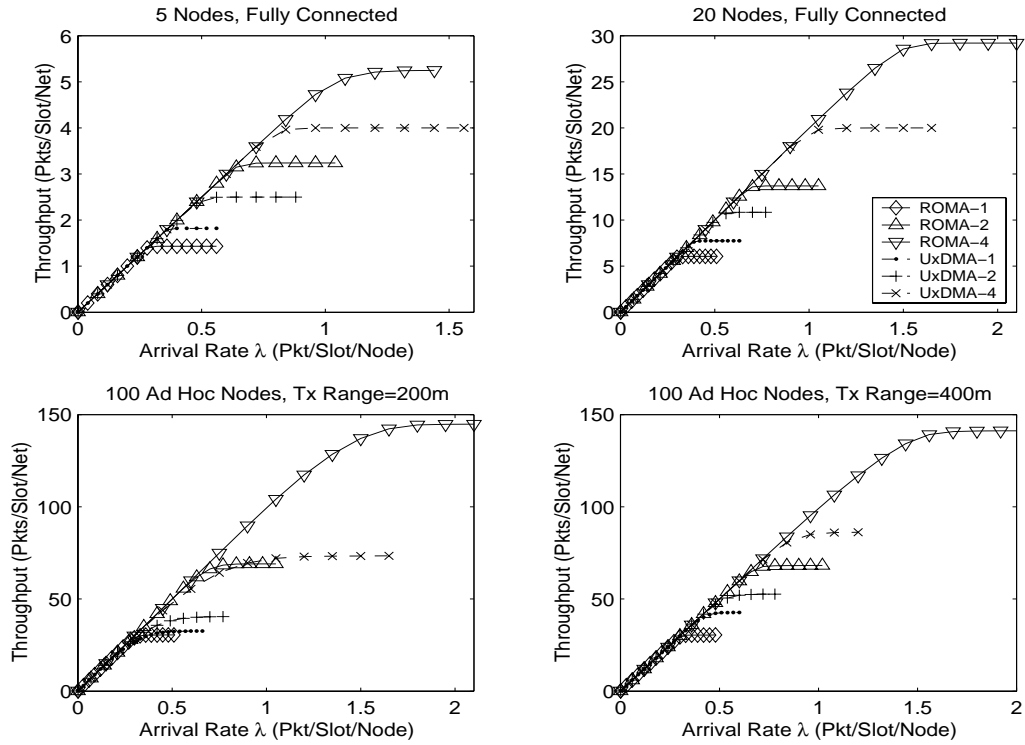 5 Nodes, Fully Connected
6
5
4
3
2
1
0
0
0.5
1
1.5
Throughput (Pkts/Slot/Net)
Arrival Rate λ (Pkt/Slot/Node)
20 Nodes, Fully Connected
30
25
20
15
10
5
0
0
0.5
1
1.5
2
Throughput (Pkts/Slot/Net)
Arrival Rate λ (Pkt/Slot/Node)
ROMA−1
ROMA−2
ROMA−4
UxDMA−1
UxDMA−2
UxDMA−4
100 Ad Hoc Nodes, Tx Range=200m
150
100
50
0
0
0.5
1
1.5
2
Throughput (Pkts/Slot/Net)
Arrival Rate λ (Pkt/Slot/Node)
100 Ad Hoc Nodes, Tx Range=400m
150
100
50
0
0
0.5
1
1.5
2
Throughput (Pkts/Slot/Net)
Arrival Rate λ (Pkt/Slot/Node)